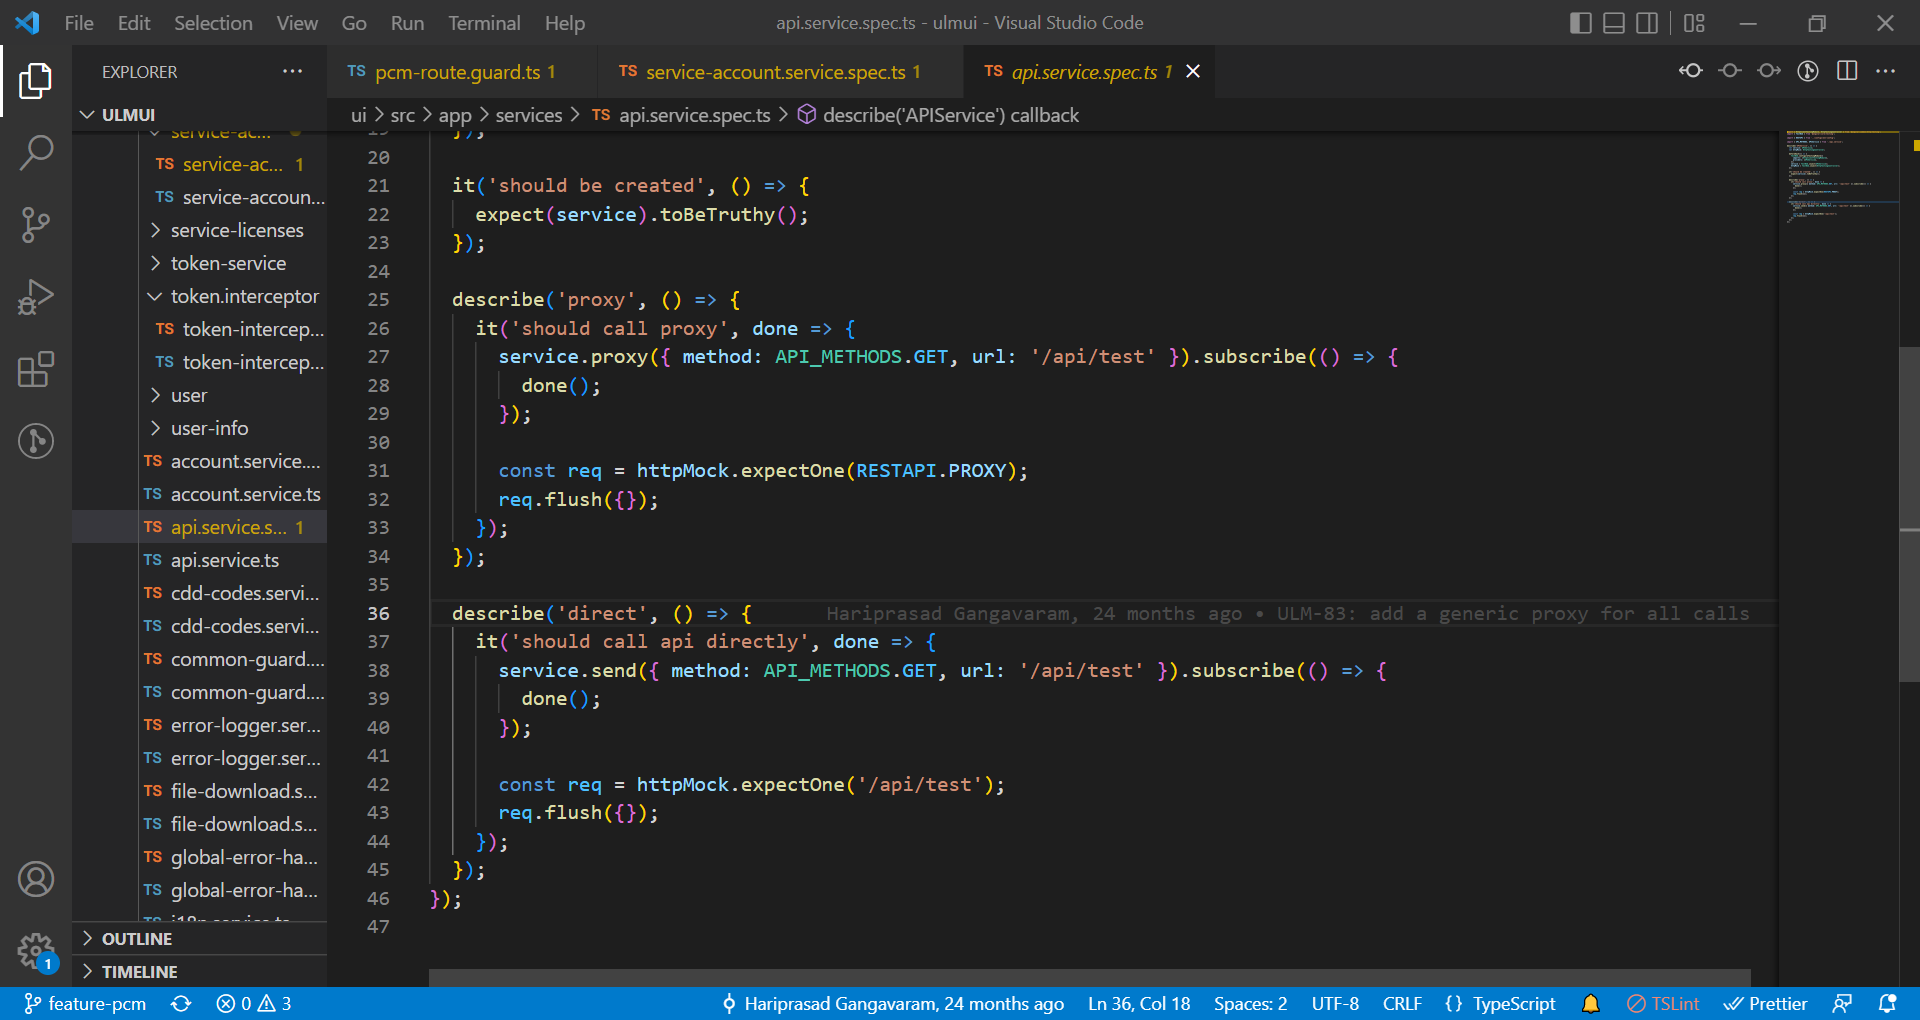 File Edit Selection View Go Run Terminal Help
api.service.spec.ts - ulmui - Visual Studio Code
EXPLORER
TS pcm-route.guard.ts 1
TS service-account.service.spec.ts 1
TS api.service.spec.ts 1
ULMUI
ui > src > app > services > TS api.service.spec.ts > describe('APIService') callback
service-ac...
TS service-ac... 1
TS service-accoun...
service-licenses
token-service
token.interceptor
TS token-intercep...
TS token-intercep...
user
user-info
TS account.service....
TS account.service.ts
TS api.service.s... 1
TS api.service.ts
TS cdd-codes.servi...
TS cdd-codes.servi...
TS common-guard....
TS common-guard....
TS error-logger.ser...
TS error-logger.ser...
TS file-download.s...
TS file-download.s...
TS global-error-ha...
TS global-error-ha...
TS i18n.service.ts
OUTLINE
TIMELINE
19 });
20
21 it('should be created', () => {
22 expect(service).toBeTruthy();
23 });
24
25 describe('proxy', () => {
26 it('should call proxy', done => {
27 service.proxy({ method: API_METHODS.GET, url: '/api/test' }).subscribe(() => {
28 done();
29 });
30
31 const req = httpMock.expectOne(RESTAPI.PROXY);
32 req.flush({});
33 });
34 });
35
36 describe('direct', () => { Hariprasad Gangavaram, 24 months ago • ULM-83: add a generic proxy for all calls
37 it('should call api directly', done => {
38 service.send({ method: API_METHODS.GET, url: '/api/test' }).subscribe(() => {
39 done();
40 });
41
42 const req = httpMock.expectOne('/api/test');
43 req.flush({});
44 });
45 });
46 });
47
1
feature-pcm 0 3 Hariprasad Gangavaram, 24 months ago Ln 36, Col 18 Spaces: 2 UTF-8 CRLF {} TypeScript TSLint Prettier